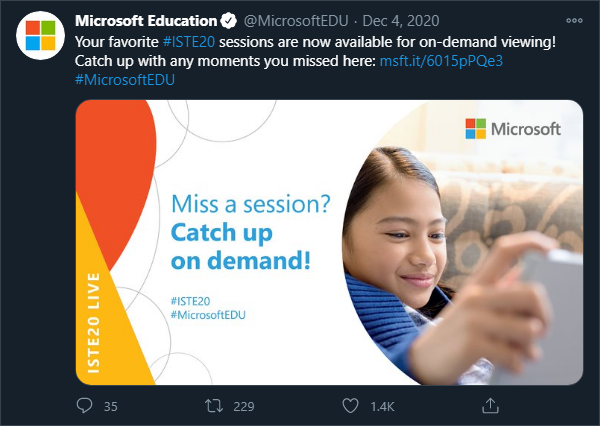 Microsoft Education @MicrosoftEDU · Dec 4, 2020
Your favorite #ISTE20 sessions are now available for on-demand viewing!
Catch up with any moments you missed here: msft.it/6015pPQe3
#MicrosoftEDU
Microsoft
Miss a session?
Catch up
on demand!
#ISTE20
#MicrosoftEDU
ISTE20 LIVE
35 229 1.4K